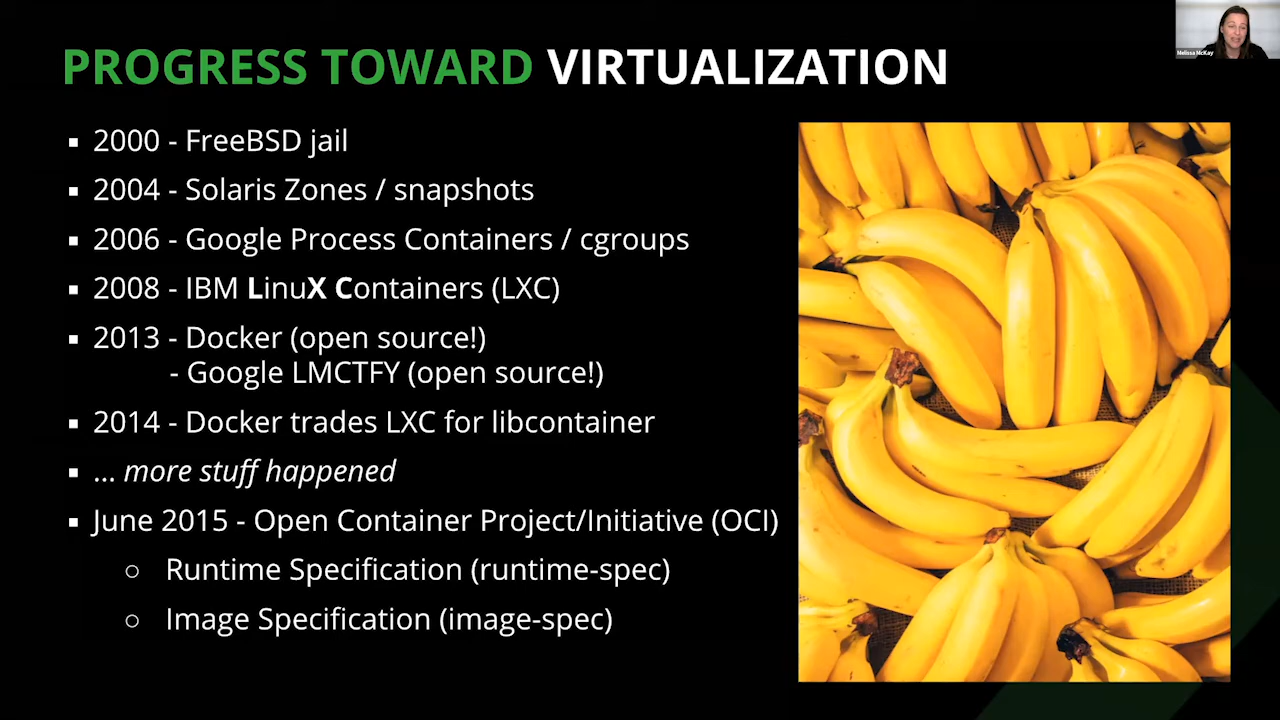 PROGRESS TOWARD VIRTUALIZATION
Melissa McKay
▪ 2000 - FreeBSD jail
▪ 2004 - Solaris Zones / snapshots
▪ 2006 - Google Process Containers / cgroups
▪ 2008 - IBM LinuX Containers (LXC)
▪ 2013 - Docker (open source!)
- Google LMCTFY (open source!)
▪ 2014 - Docker trades LXC for libcontainer
▪ ... more stuff happened
▪ June 2015 - Open Container Project/Initiative (OCI)
○ Runtime Specification (runtime-spec)
○ Image Specification (image-spec)